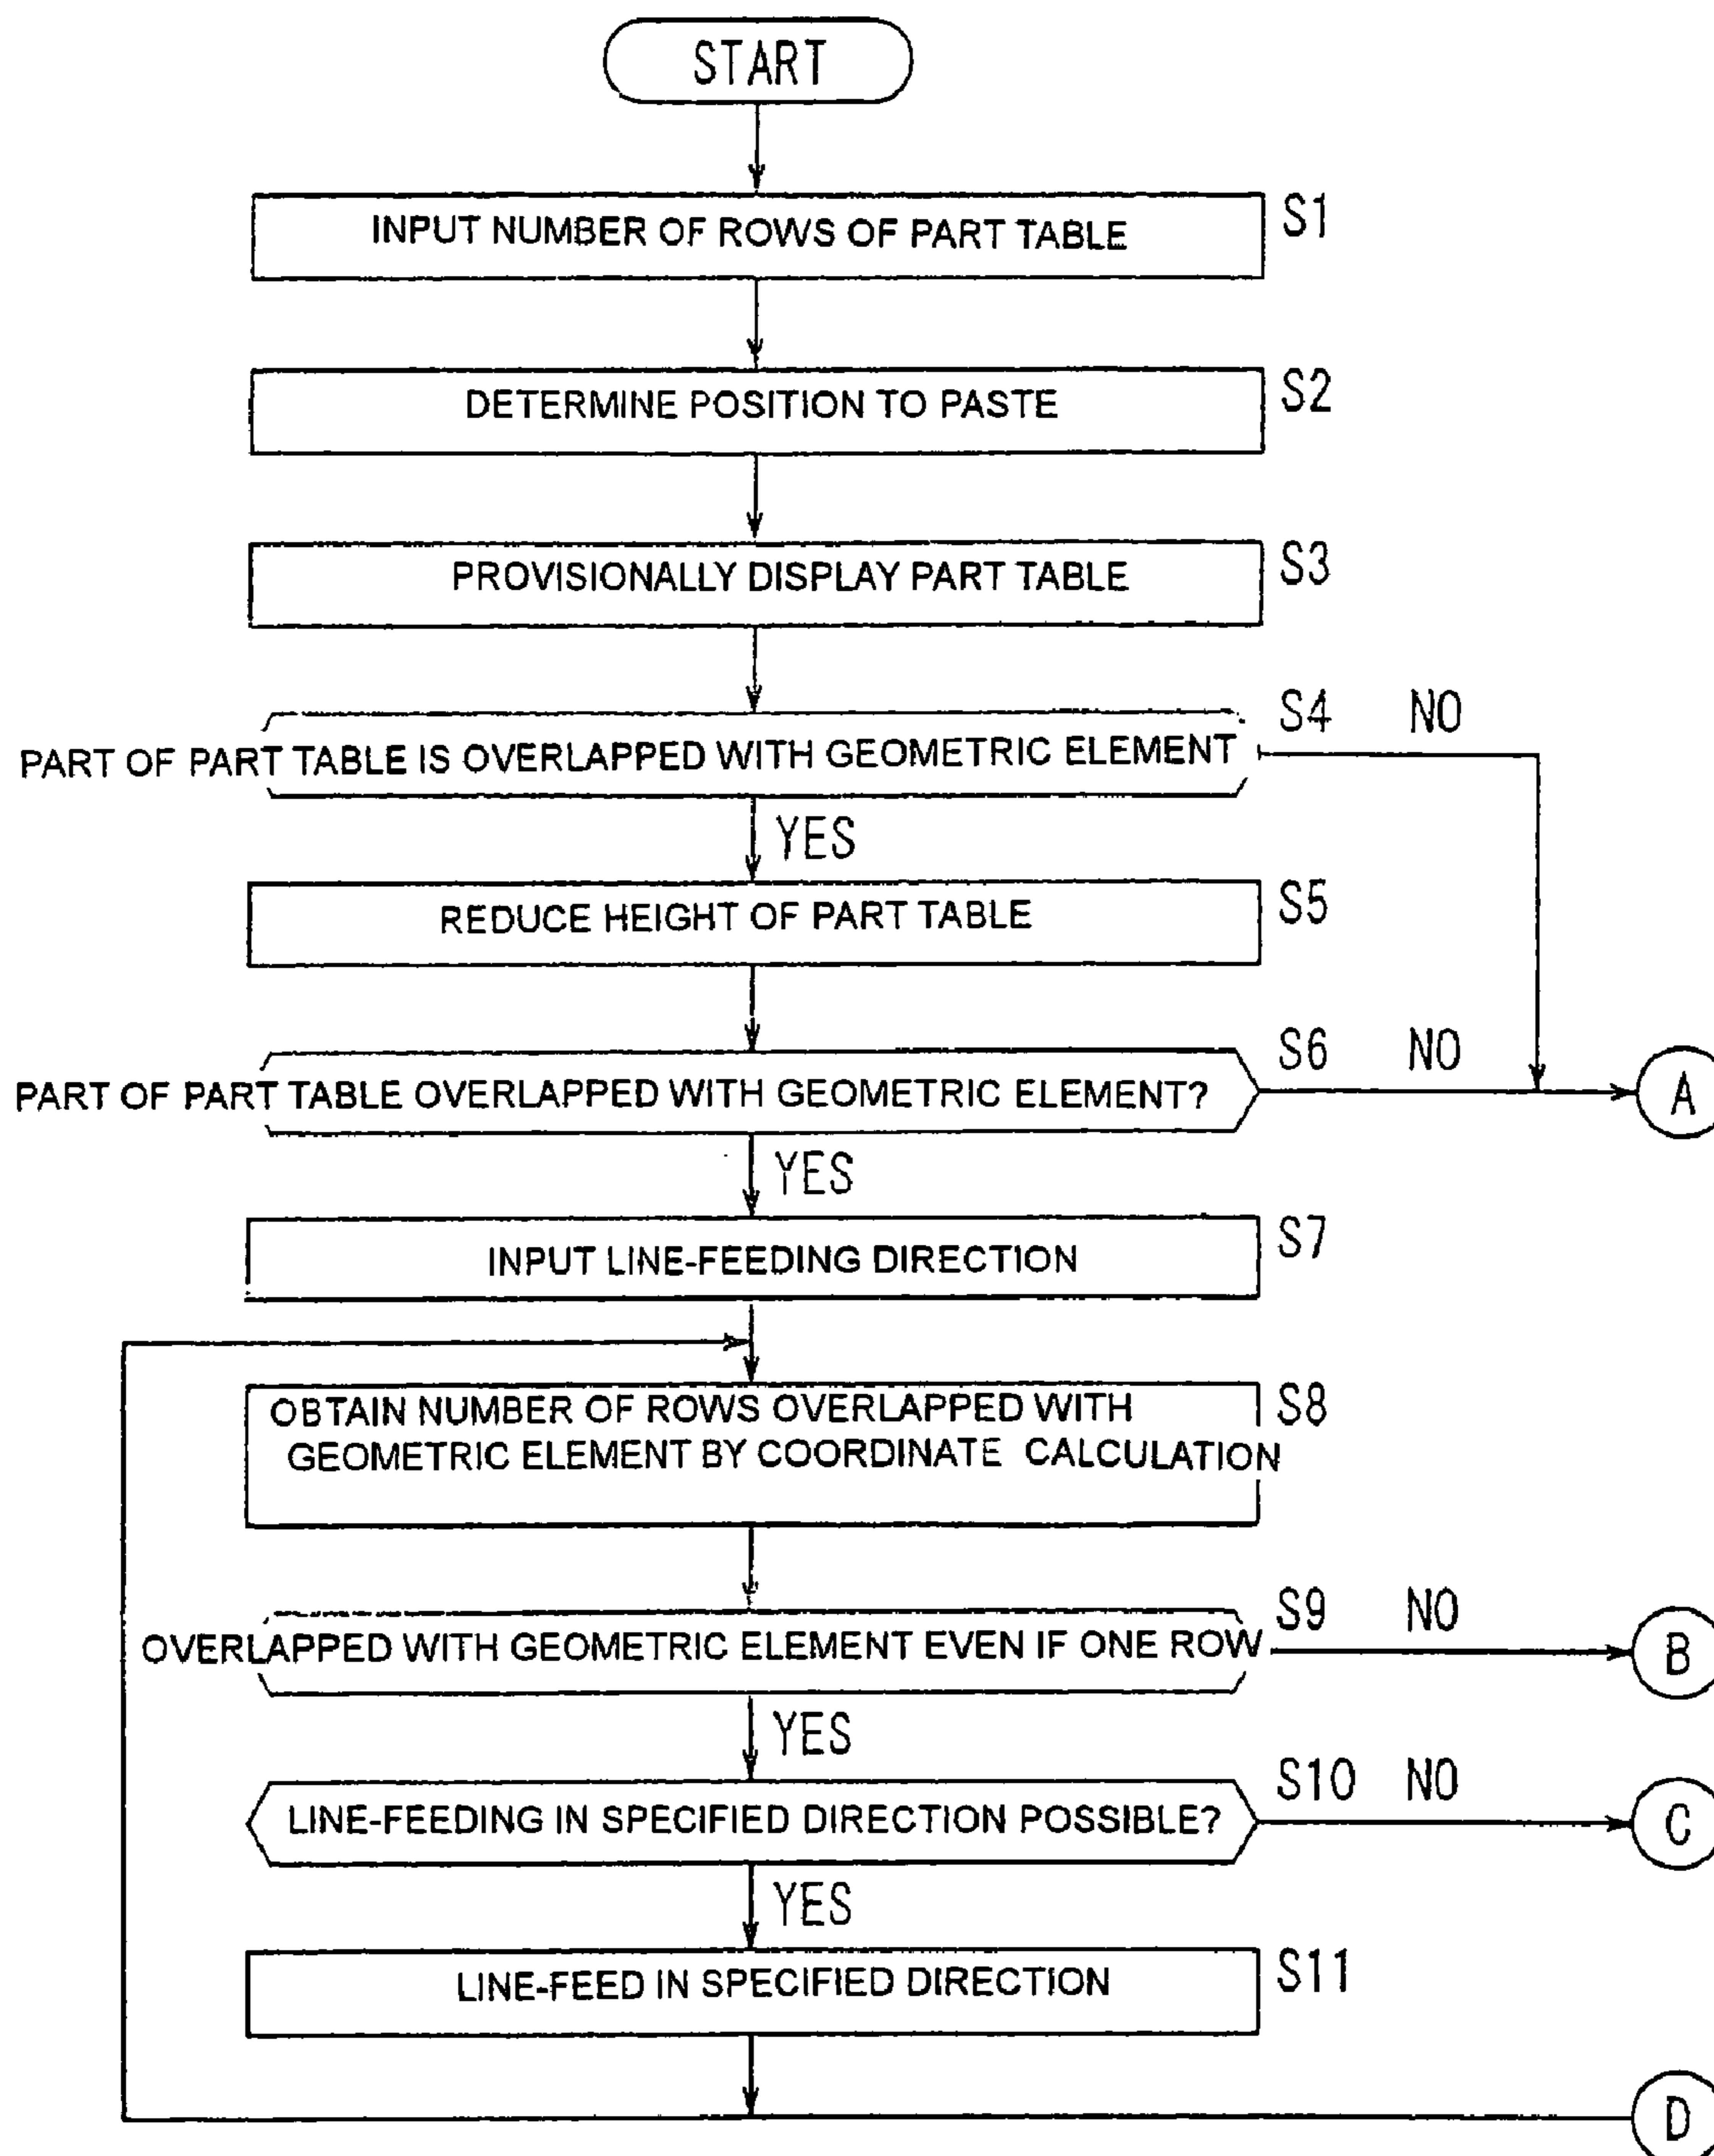 START
INPUT NUMBER OF ROWS OF PART TABLE
S1
DETERMINE POSITION TO PASTE
S2
PROVISIONALLY DISPLAY PART TABLE
S3
PART OF PART TABLE IS OVERLAPPED WITH GEOMETRIC ELEMENT
S4 NO
YES
REDUCE HEIGHT OF PART TABLE
S5
PART OF PART TABLE OVERLAPPED WITH GEOMETRIC ELEMENT?
S6 NO
A
YES
INPUT LINE-FEEDING DIRECTION
S7
OBTAIN NUMBER OF ROWS OVERLAPPED WITH
GEOMETRIC ELEMENT BY COORDINATE CALCULATION
S8
OVERLAPPED WITH GEOMETRIC ELEMENT EVEN IF ONE ROW
S9 NO
B
YES
LINE-FEEDING IN SPECIFIED DIRECTION POSSIBLE?
S10 NO
C
YES
LINE-FEED IN SPECIFIED DIRECTION
S11
D